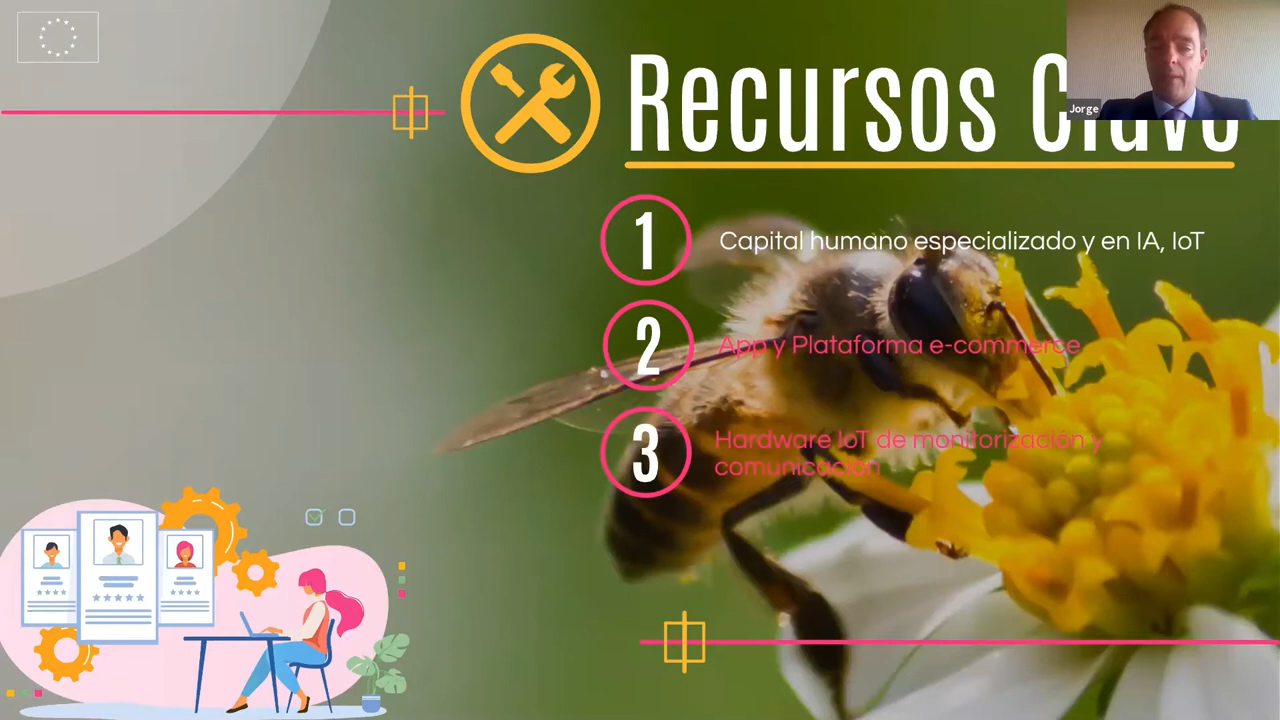 Recursos Clave
Jorge
1
Capital humano especializado y en IA, IoT
2
App y Plataforma e-commerce
3
Hardware IoT de monitorización y
comunicación